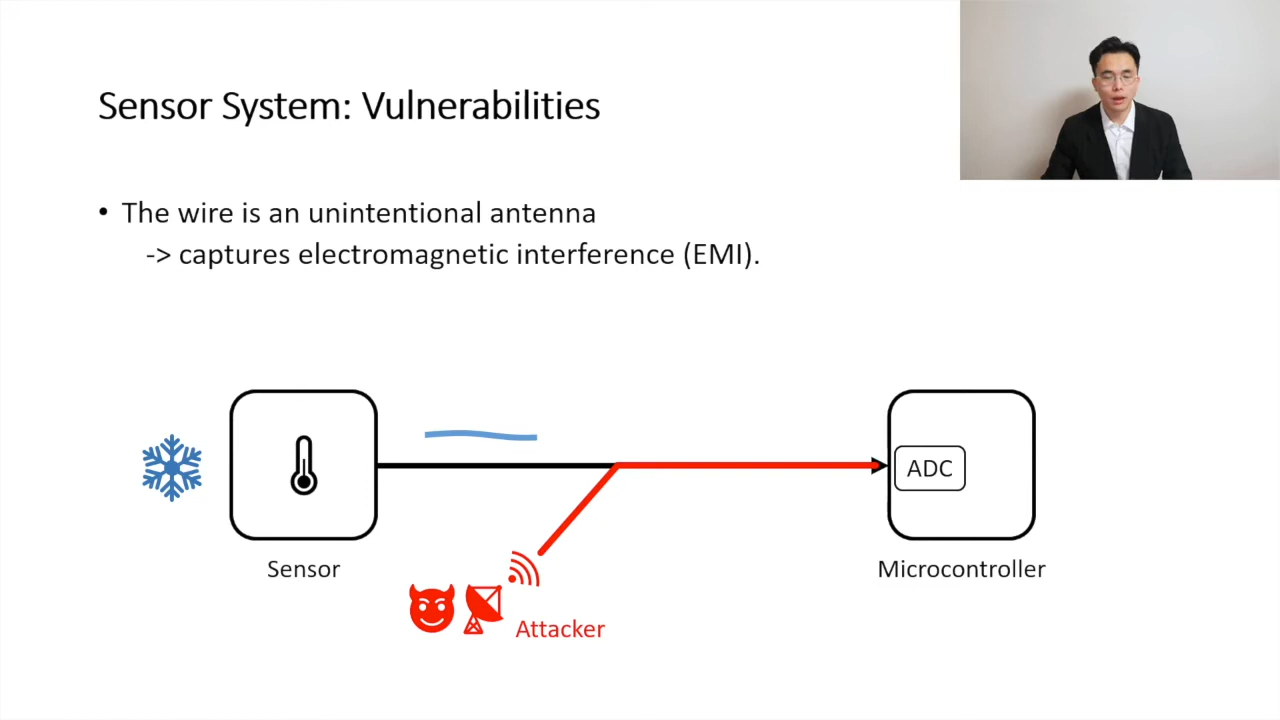 Sensor System: Vulnerabilities
• The wire is an unintentional antenna
-> captures electromagnetic interference (EMI).
ADC
Sensor
Microcontroller
Attacker